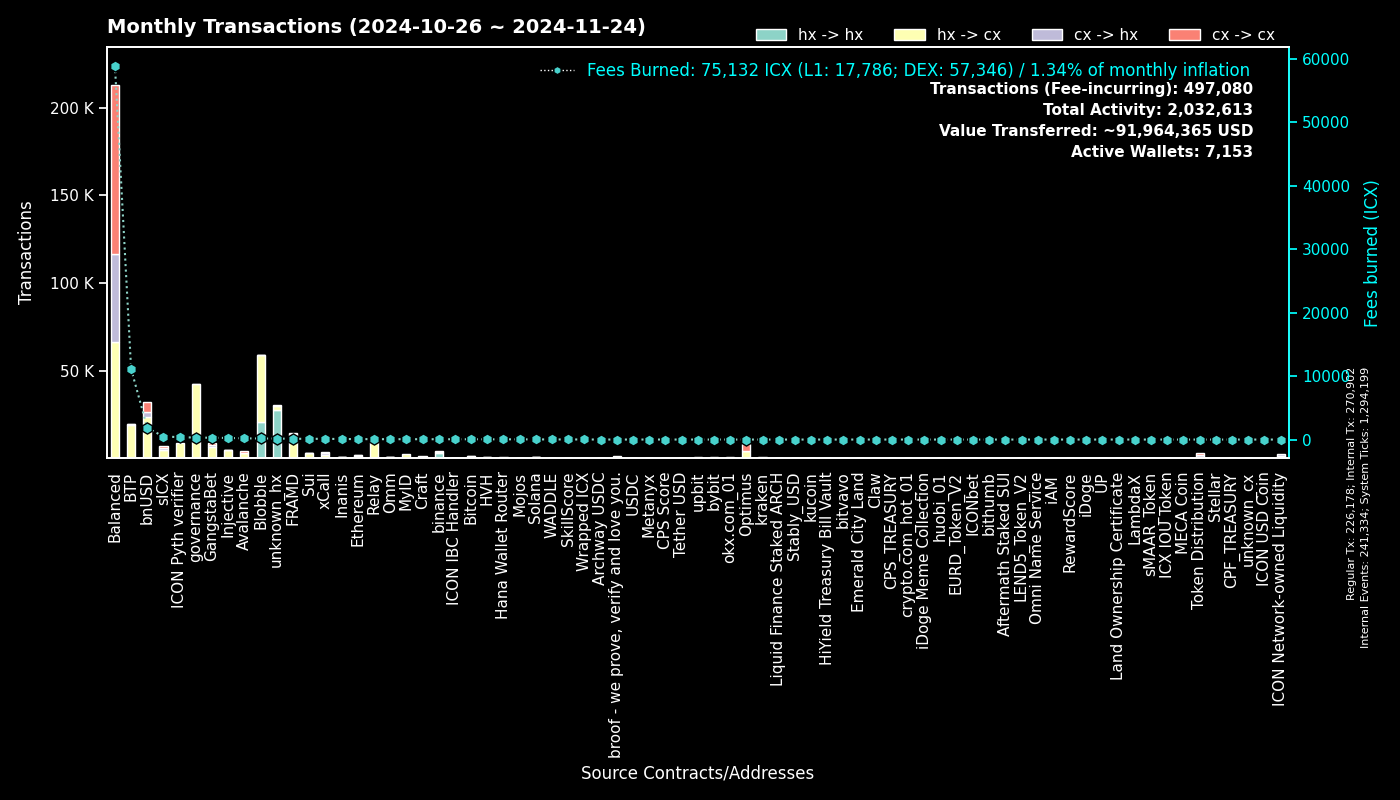 Monthly Transactions (2024-10-26 ~ 2024-11-24)
hx -> hx
hx -> cx
cx -> hx
cx -> cx
Fees Burned: 75,132 ICX (L1: 17,786; DEX: 57,346) / 1.34% of monthly inflation
Transactions (Fee-incurring): 497,080
Total Activity: 2,032,613
Value Transferred: ~91,964,365 USD
Active Wallets: 7,153
Transactions
200 K
150 K
100 K
50 K
60000
50000
40000
30000
20000
10000
0
Fees burned (ICX)
Regular Tx: 226,178; Internal Tx: 270,902
Internal Events: 241,334; System Ticks: 1,294,199
Balanced
BTP
bnUSD
sICX
ICON Pyth verifier
governance
GangstaBet
Injective
Avalanche
Blobble
unknown_hx
FRAMD
Sui
xCall
Inanis
Ethereum
Relay
Omm
MyID
Craft
binance
ICON IBC Handler
Bitcoin
HVH
Hana Wallet Router
Mojos
Solana
WADDLE
SkillScore
Wrapped ICX
Archway USDC
broof - we prove, verify and love you.
USDC
Metanyx
CPS Score
Tether USD
upbit
bybit
okx.com_01
Optimus
kraken
Liquid Finance Staked ARCH
Stably_USD
kucoin
HiYield Treasury Bill Vault
bitvavo
Emerald City Land
Claw
CPS_TREASURY
crypto.com_hot_01
iDoge Meme Collection
huobi_01
EURD_Token_V2
ICONbet
bithumb
Aftermath Staked SUI
LEND5_Token_V2
Omni Name Service
iAM
RewardScore
iDoge
UP
Land Ownership Certificate
LambdaX
sMAAR_Token
ICX_IOU_Token
MECA Coin
Token Distribution
Stellar
CPF_TREASURY
unknown_cx
ICON_USD_Coin
ICON Network-owned Liquidity
Source Contracts/Addresses